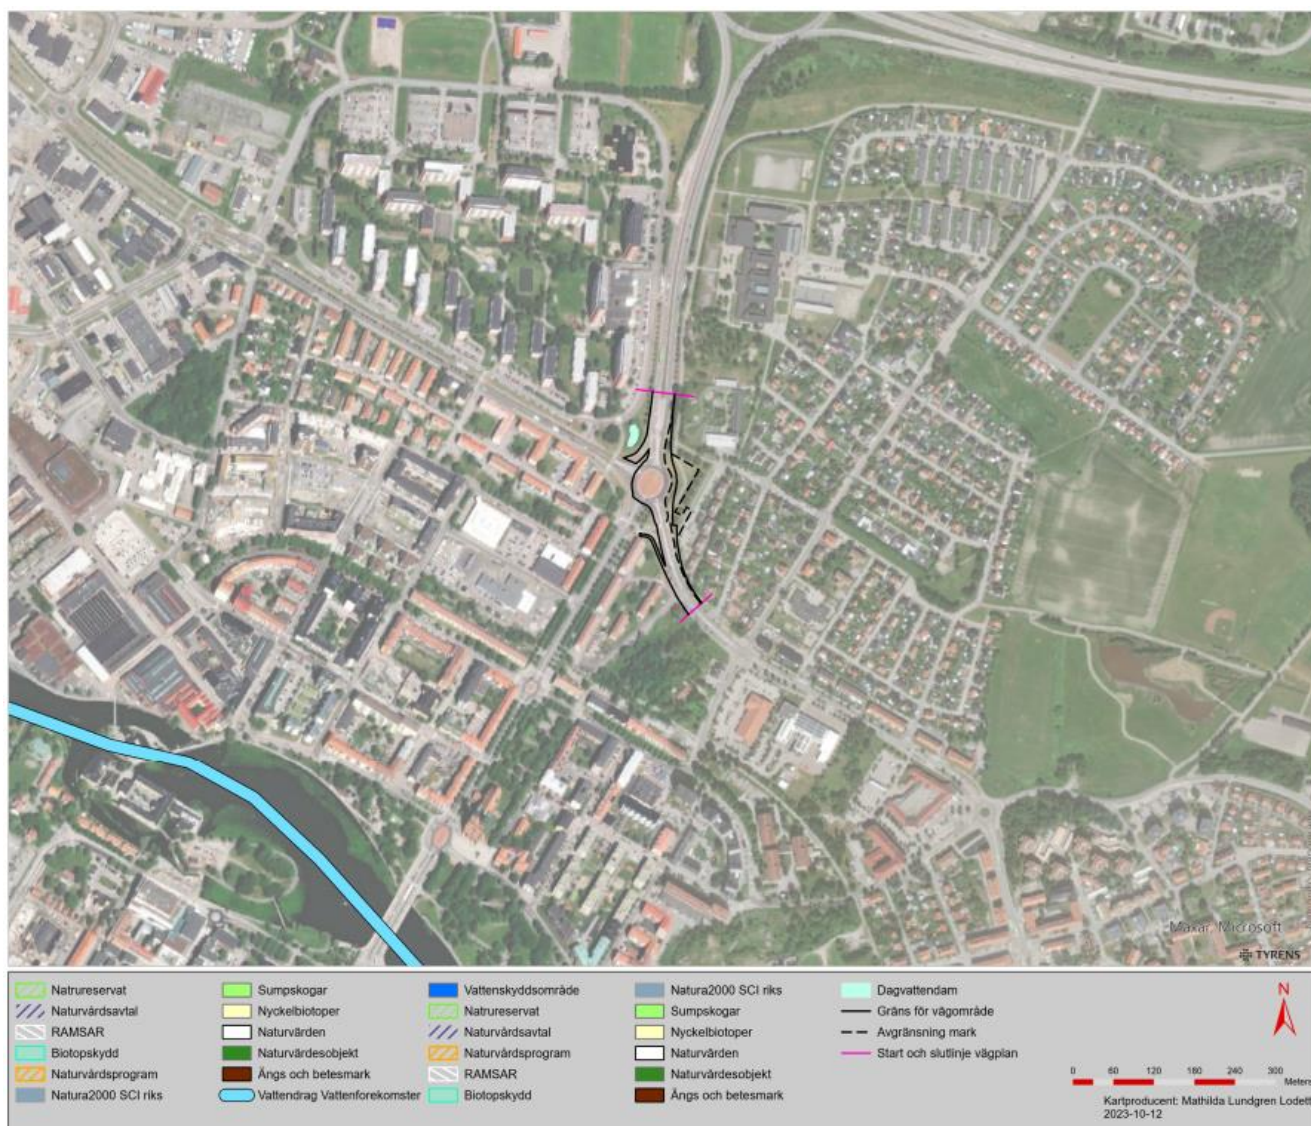 Maxar, Microsoft
TYRENS
Natrureservat
Naturvårdsavtal
RAMSAR
Biotopskydd
Naturvårdsprogram
Natura2000 SCI riks
Sumpskogar
Nyckelbiotoper
Naturvärden
Naturvärdesobjekt
Ängs och betesmark
Vattendrag Vattenforekomster
Vattenskyddsområde
Natrureservat
Naturvårdsavtal
Naturvårdsprogram
RAMSAR
Biotopskydd
Natura2000 SCI riks
Sumpskogar
Nyckelbiotoper
Naturvärden
Naturvärdesobjekt
Ängs och betesmark
Dagvattendam
Gräns för vägområde
Avgränsning mark
Start och slutlinje vägplan
N
0 60 120 180 240 300
Meters
Kartproducent: Mathilda Lundgren Lodett
2023-10-12